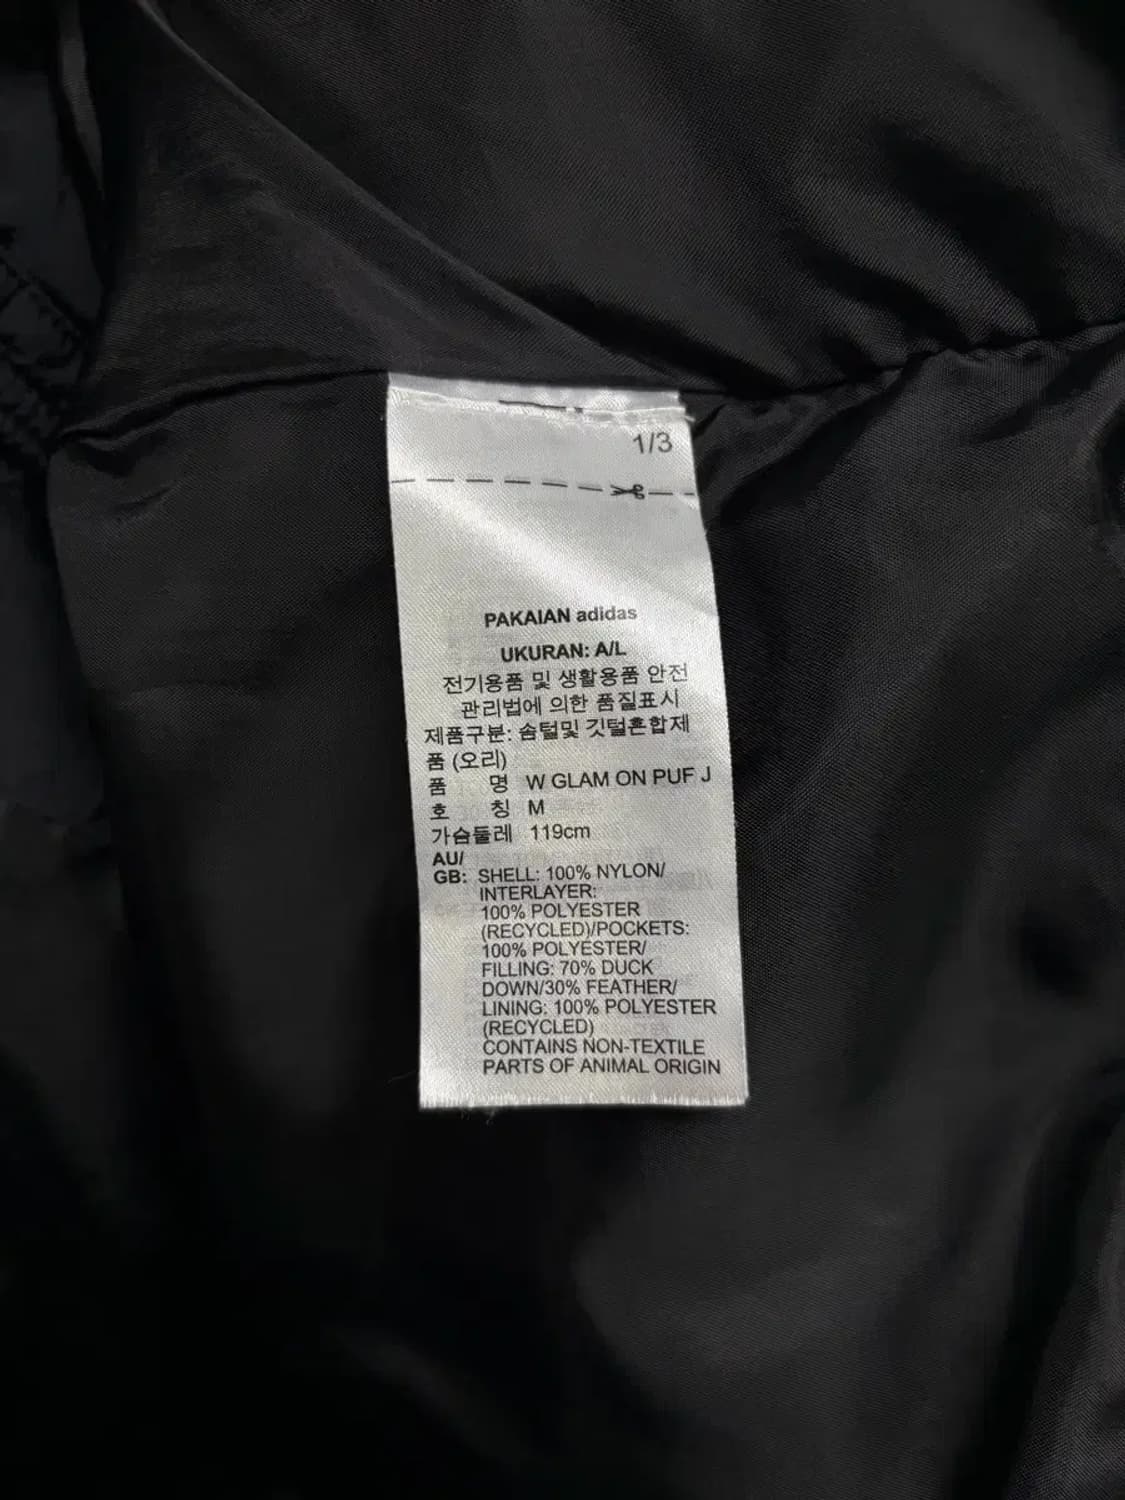 1/3
PAKAIAN adidas
UKURAN: A/L
전기용품 및 생활용품 안전
관리법에 의한 품질표시
제품구분: 솜털및 깃털혼합제
품 (오리)
품 명 W GLAM ON PUF J
호 칭 M
가슴둘레 119cm
AU/
GB: SHELL: 100% NYLON/
INTERLAYER:
100% POLYESTER
(RECYCLED)/POCKETS:
100% POLYESTER/
FILLING: 70% DUCK
DOWN/30% FEATHER/
LINING: 100% POLYESTER
(RECYCLED)
CONTAINS NON-TEXTILE
PARTS OF ANIMAL ORIGIN